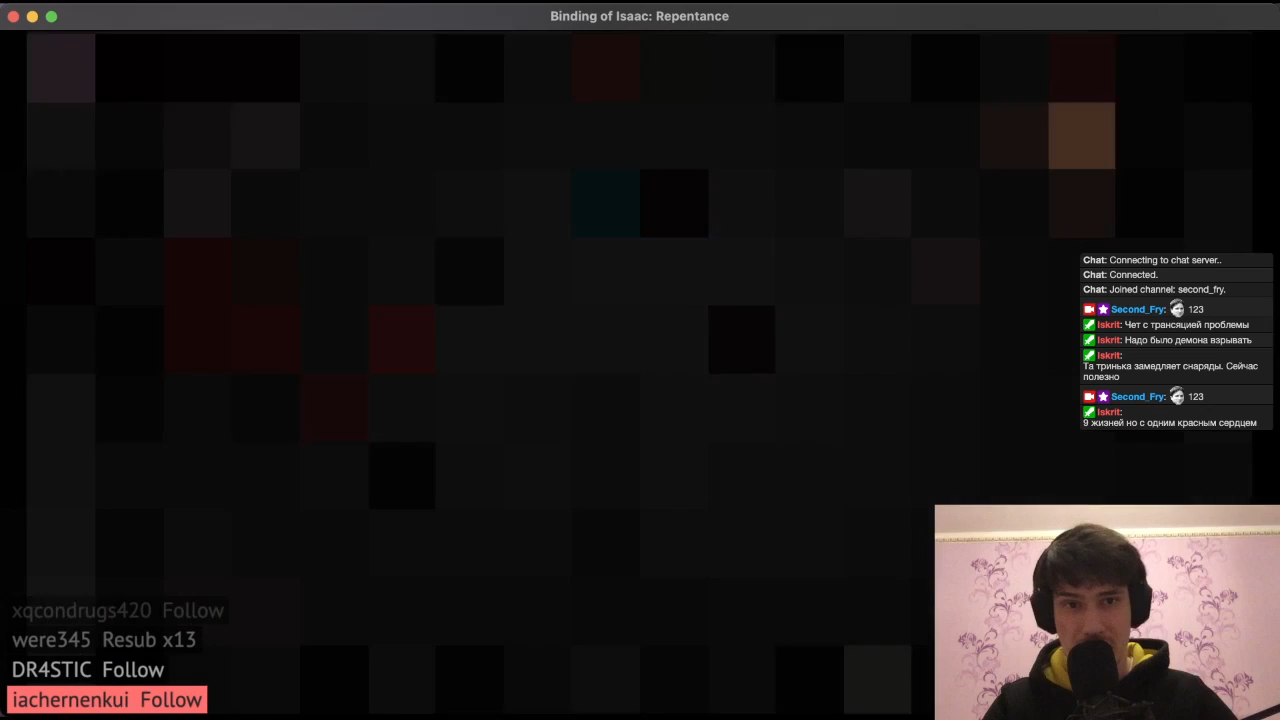 Binding of Isaac: Repentance
Chat: Connecting to chat server..
Chat: Connected.
Chat: Joined channel: second_fry.
Second_Fry: 123
Iskrit: Чет с трансяцией проблемы
Iskrit: Надо было демона взрывать
Iskrit:
Та тринька замедляет снаряды. Сейчас
полезно
Second_Fry: 123
Iskrit:
9 жизней но с одним красным сердцем
xqcondrugs420 Follow
were345 Resub x13
DR4STIC Follow
iachernenkui Follow